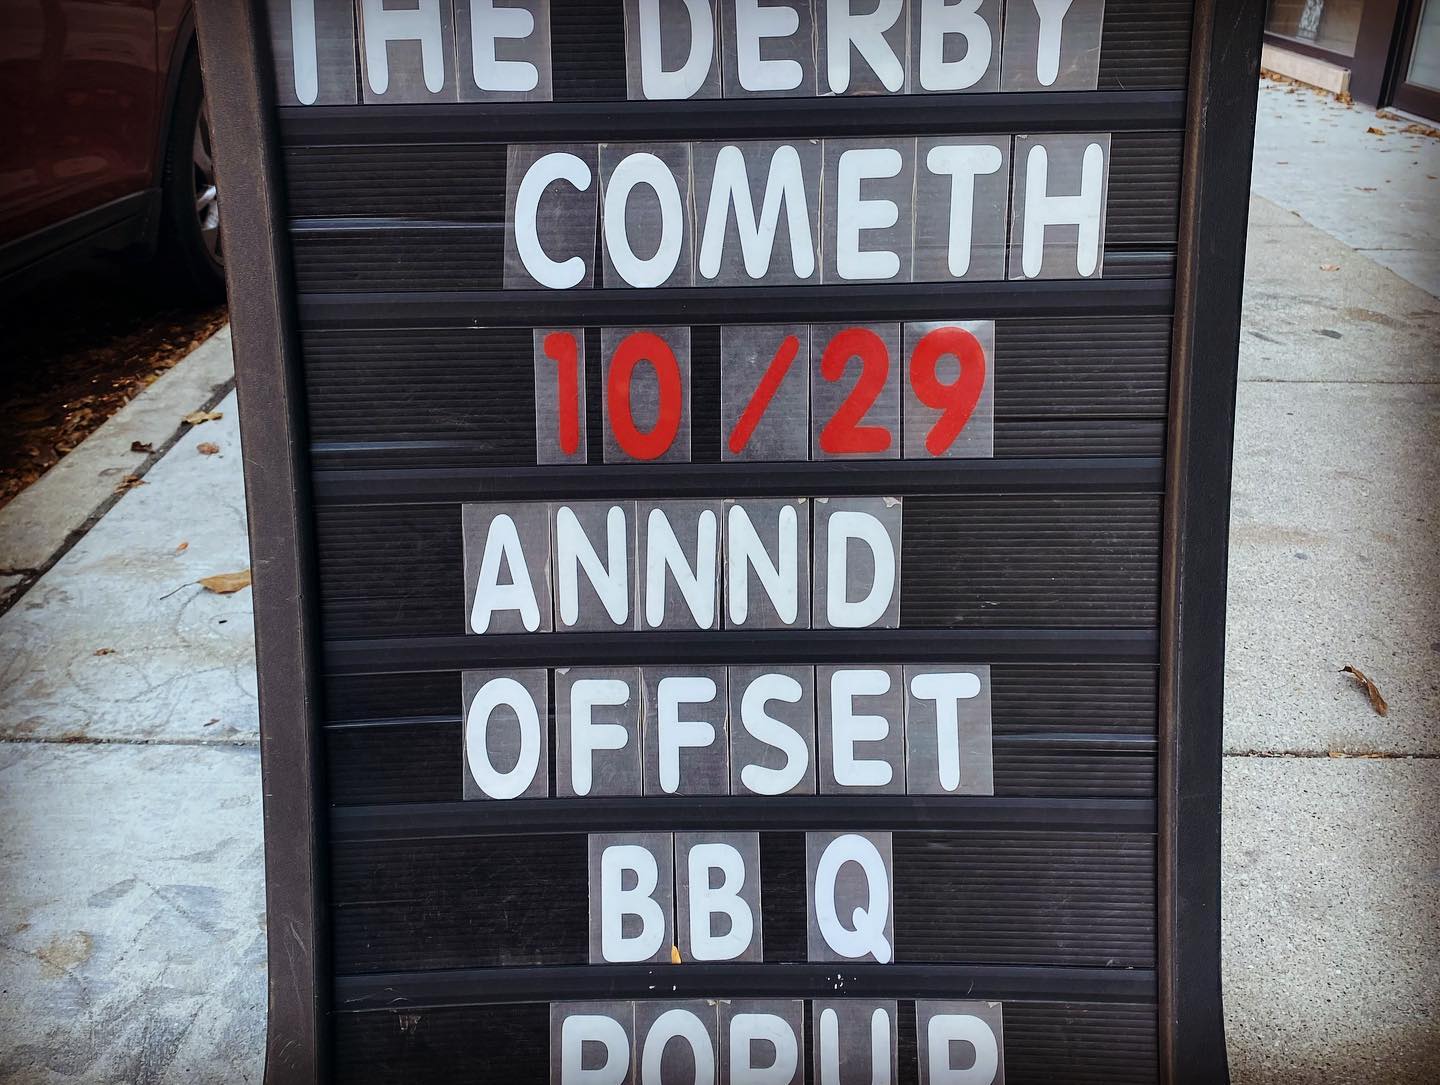 THE DERBY
COMETH
10/29
ANNND
OFFSET
BB Q
POPUP